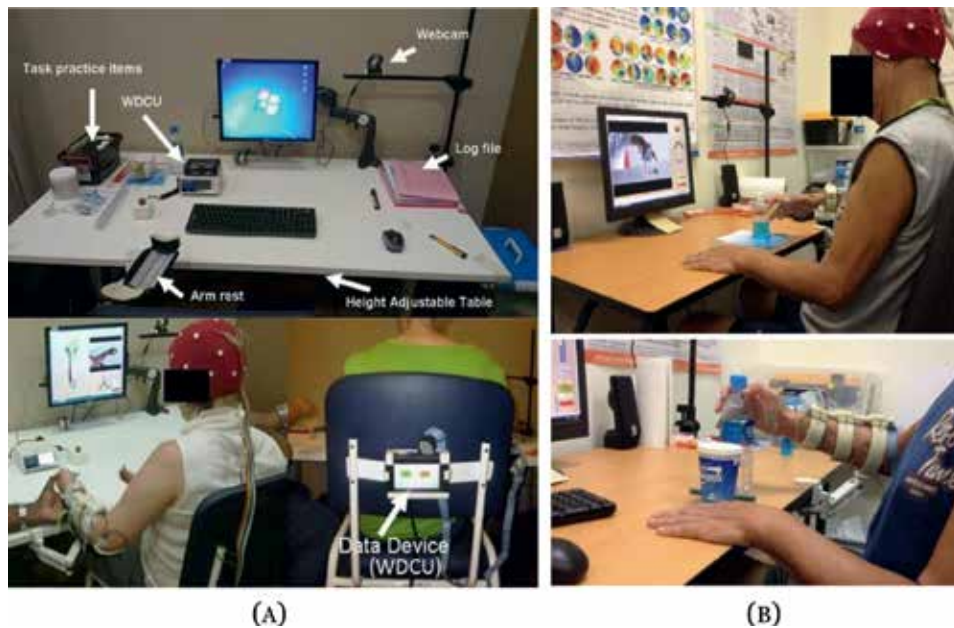 Webcam
Task practice items
WDCU
Log file
Arm rest
Height Adjustable Table
Data Device
(WDCU)
(A)
(B)